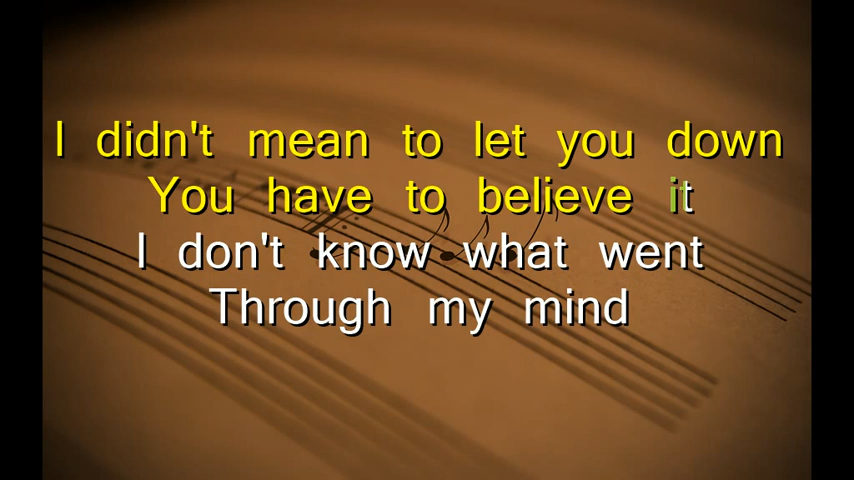 I didn't mean to let you down
You have to believe it
I don't know what went
Through my mind